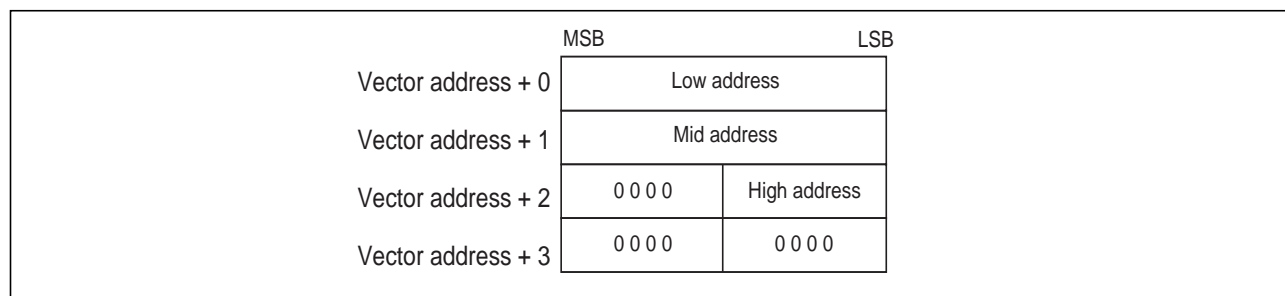 MSB LSB
Vector address + 0 Low address
Vector address + 1 Mid address
Vector address + 2 0 0 0 0 High address
Vector address + 3 0 0 0 0 0 0 0 0